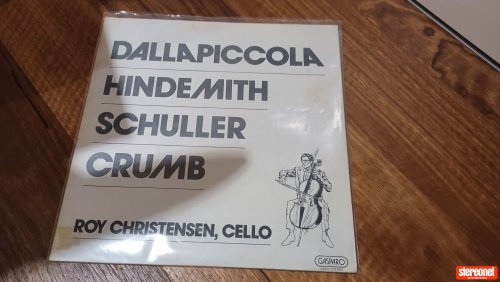 DALLAPICCOLA
HINDEMITH
SCHULLER
CRUMB
ROY CHRISTENSEN, CELLO
GASPARO
stereonet